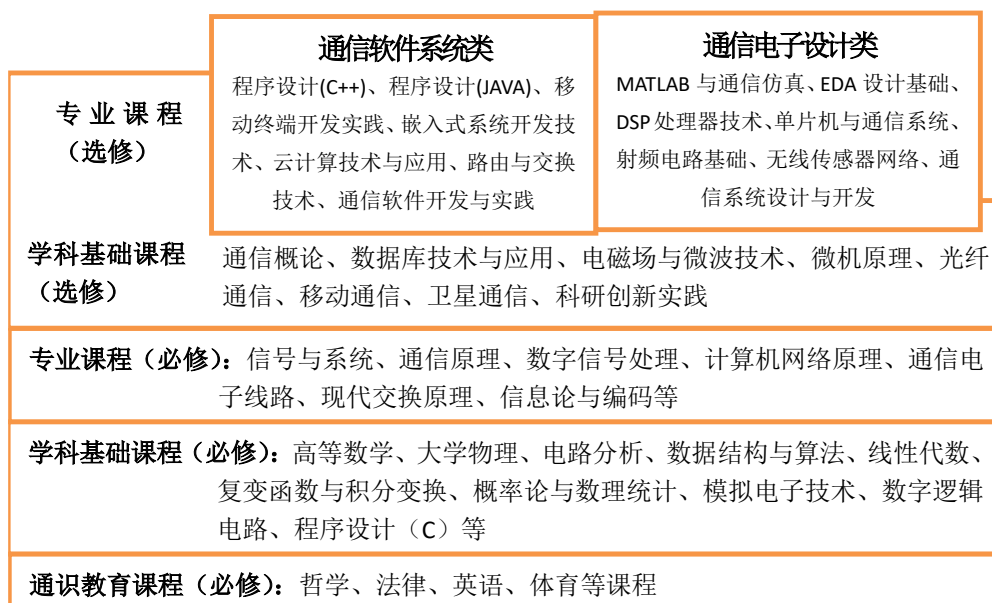 通信软件系统类
程序设计(C++)、程序设计(JAVA)、移
动终端开发实践、嵌入式系统开发技
术、云计算技术与应用、路由与交换
技术、通信软件开发与实践
通信电子设计类
MATLAB 与通信仿真、EDA 设计基础、
DSP 处理器技术、单片机与通信系统、
射频电路基础、无线传感器网络、通
信系统设计与开发
专 业 课 程
（选修）
学科基础课程
（选修）
通信概论、数据库技术与应用、电磁场与微波技术、微机原理、光纤
通信、移动通信、卫星通信、科研创新实践
专业课程（必修）：信号与系统、通信原理、数字信号处理、计算机网络原理、通信电
子线路、现代交换原理、信息论与编码等
学科基础课程（必修）：高等数学、大学物理、电路分析、数据结构与算法、线性代数、
复变函数与积分变换、概率论与数理统计、模拟电子技术、数字逻辑
电路、程序设计（C）等
通识教育课程（必修）：哲学、法律、英语、体育等课程